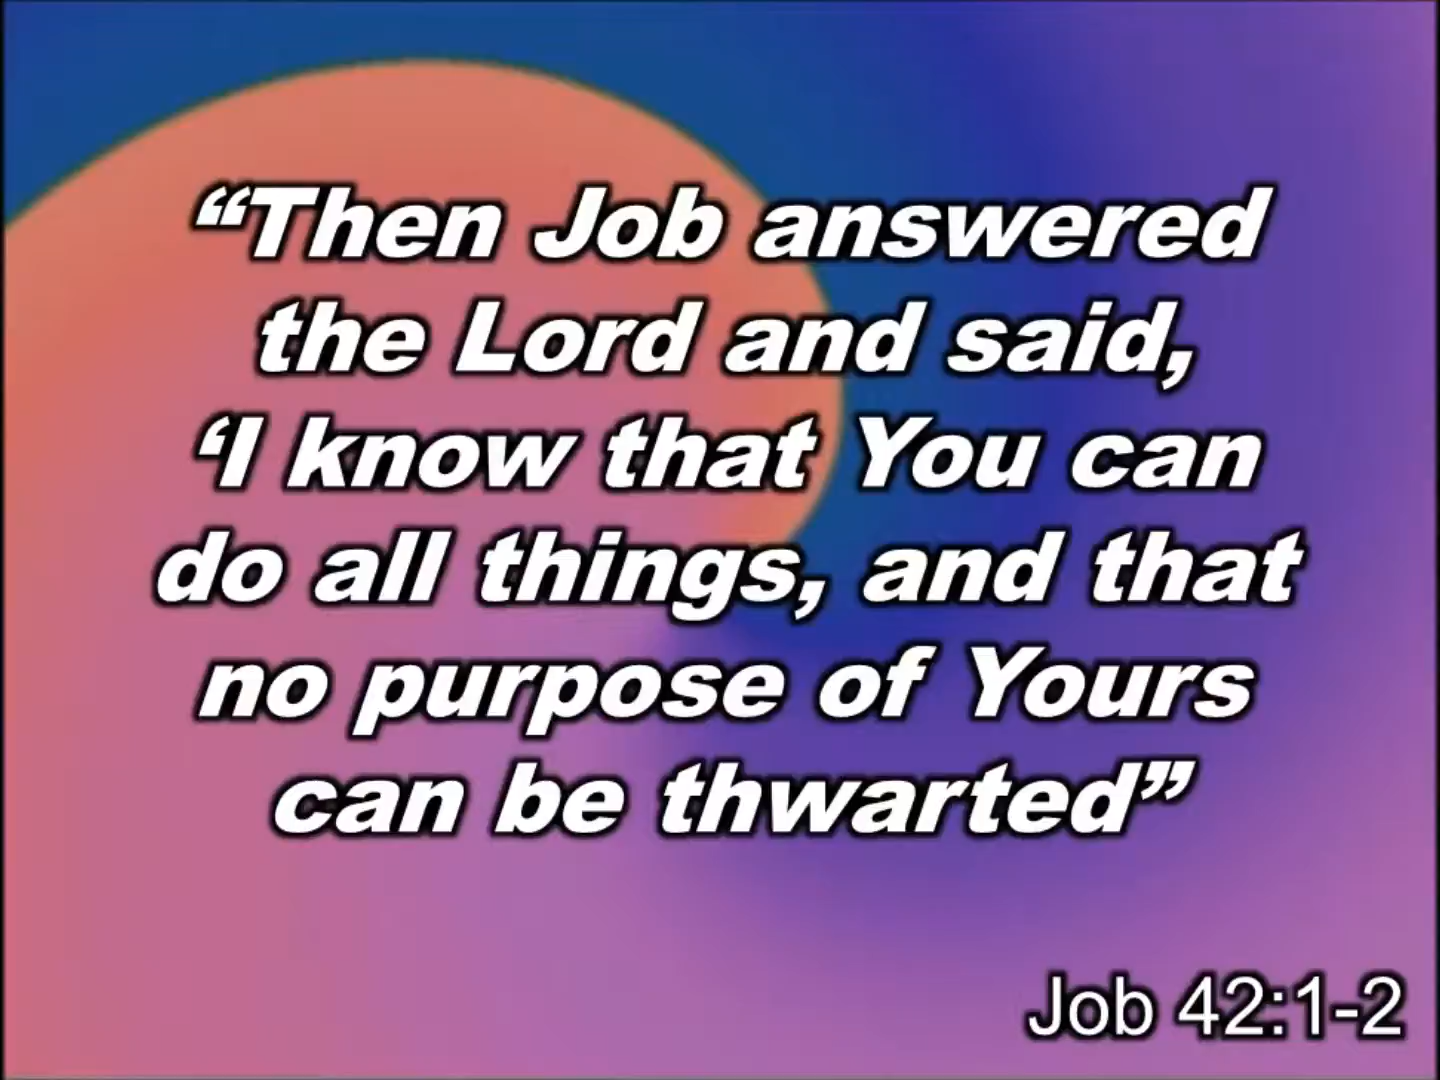 “Then Job answered
the Lord and said,
‘I know that You can
do all things, and that
no purpose of Yours
can be thwarted”
Job 42:1-2